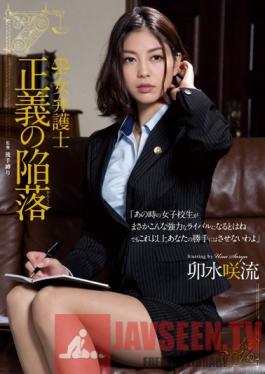 女弁護士
正義の陥落
「あの時の女子校生が
まさかこんな強力なライバルになるとはね
でもこれ以上あなたの勝手にはさせないわよ」
Starring by Usui Saryu
卯水咲流
JAVSEEN.TV